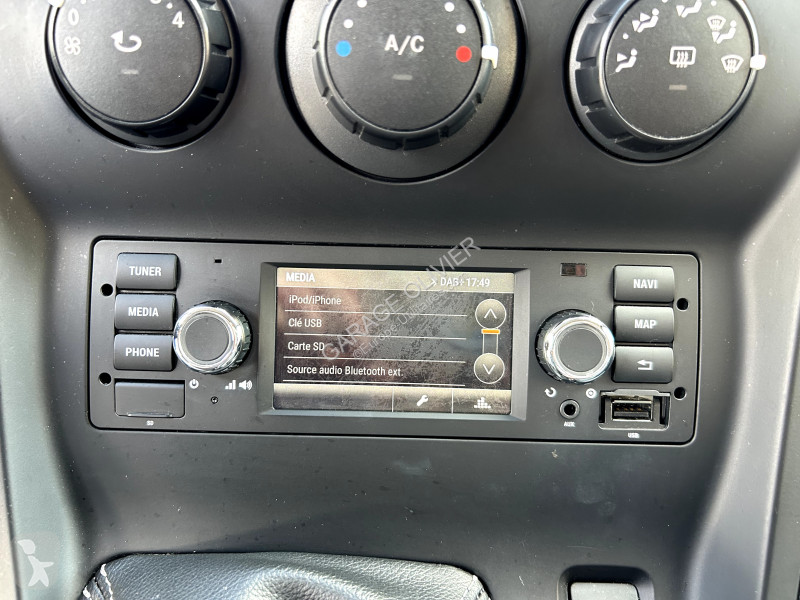 0 4
A/C
TUNER
MEDIA
PHONE
SD
MEDIA
DAB 17:49
iPod/iPhone
Clé USB
Carte SD
Source audio Bluetooth ext.
NAVI
MAP
AUX
USB
GARAGE OLIVIER